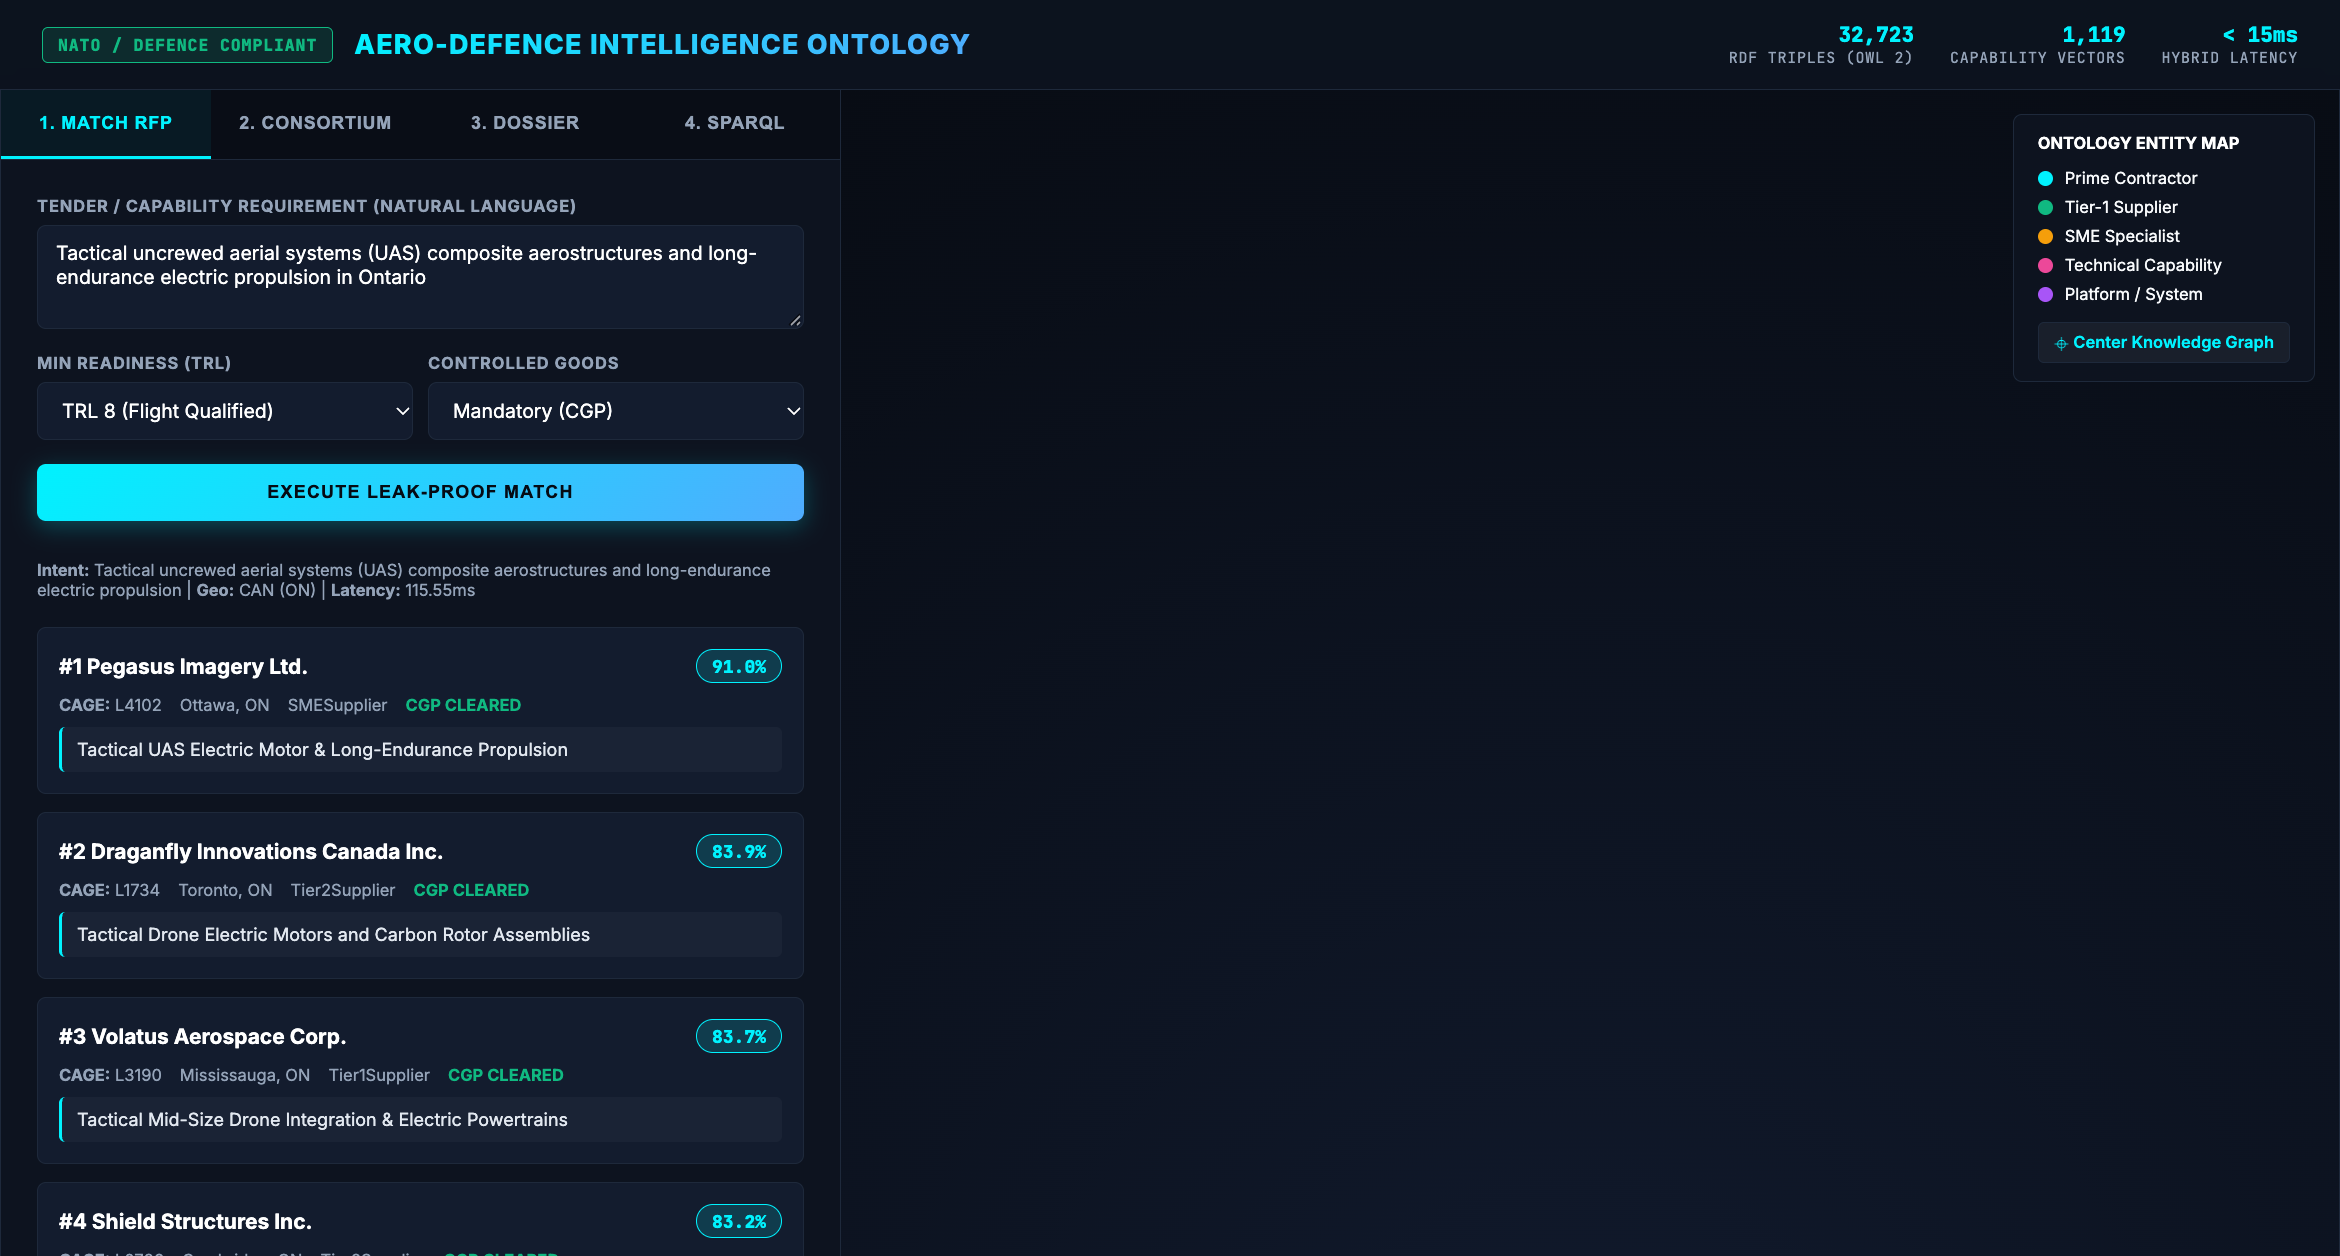 NATO / DEFENCE COMPLIANT
AERO-DEFENCE INTELLIGENCE ONTOLOGY
32,723
RDF TRIPLES (OWL 2)
1,119
CAPABILITY VECTORS
< 15ms
HYBRID LATENCY
1. MATCH RFP
2. CONSORTIUM
3. DOSSIER
4. SPARQL
TENDER / CAPABILITY REQUIREMENT (NATURAL LANGUAGE)
Tactical uncrewed aerial systems (UAS) composite aerostructures and long-
endurance electric propulsion in Ontario
MIN READINESS (TRL)
CONTROLLED GOODS
TRL 8 (Flight Qualified)
Mandatory (CGP)
EXECUTE LEAK-PROOF MATCH
Intent: Tactical uncrewed aerial systems (UAS) composite aerostructures and long-endurance
electric propulsion | Geo: CAN (ON) | Latency: 115.55ms
#1 Pegasus Imagery Ltd.
91.0%
CAGE: L4102 Ottawa, ON SMESupplier CGP CLEARED
Tactical UAS Electric Motor & Long-Endurance Propulsion
#2 Draganfly Innovations Canada Inc.
83.9%
CAGE: L1734 Toronto, ON Tier2Supplier CGP CLEARED
Tactical Drone Electric Motors and Carbon Rotor Assemblies
#3 Volatus Aerospace Corp.
83.7%
CAGE: L3190 Mississauga, ON Tier1Supplier CGP CLEARED
Tactical Mid-Size Drone Integration & Electric Powertrains
#4 Shield Structures Inc.
83.2%
ONTOLOGY ENTITY MAP
Prime Contractor
Tier-1 Supplier
SME Specialist
Technical Capability
Platform / System
Center Knowledge Graph